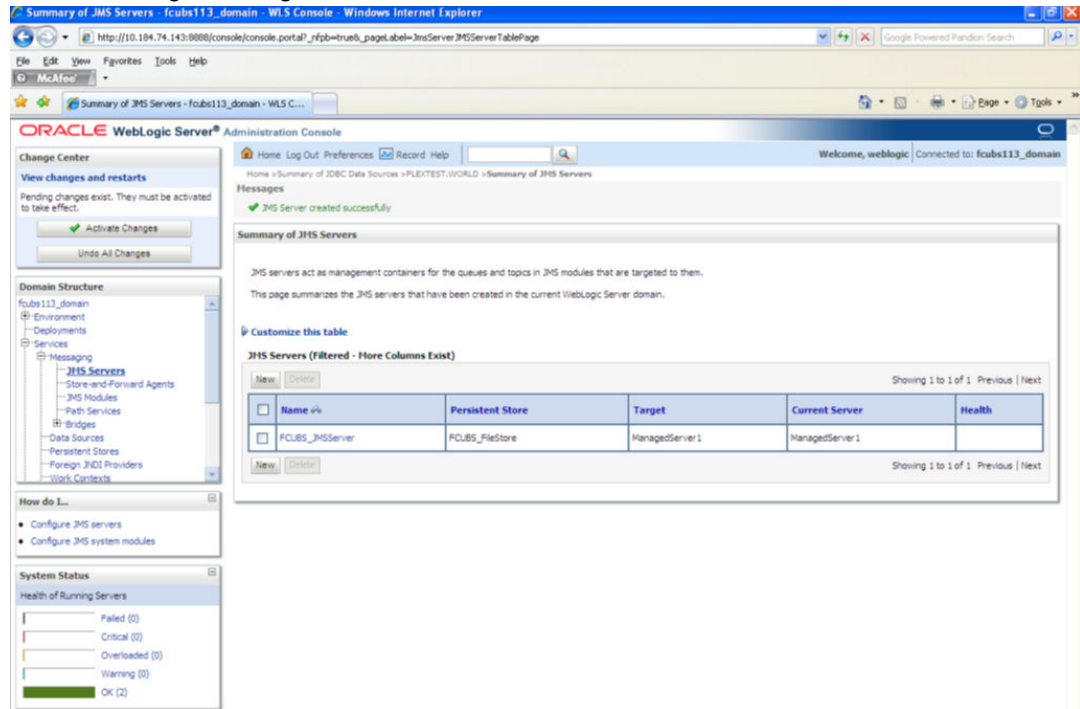 Summary of JMS Servers - fcubs113_domain - WLS Console - Windows Internet Explorer
http://10.184.74.143:8888/console/console.portal?_nfpb=true&_pageLabel=JmsServerJMSServerTablePage
Google Powered Pandion Search
File Edit View Favorites Tools Help
McAfee
Summary of JMS Servers - fcubs113_domain - WLS C...
Page Tools
ORACLE WebLogic Server® Administration Console
Change Center
View changes and restarts
Pending changes exist. They must be activated
to take effect.
Activate Changes
Undo All Changes
Domain Structure
fcubs113_domain
Environment
Deployments
Services
Messaging
JMS Servers
Store-and-Forward Agents
JMS Modules
Path Services
Bridges
Data Sources
Persistent Stores
Foreign JNDI Providers
Work Contexts
How do I...
Configure JMS servers
Configure JMS system modules
System Status
Health of Running Servers
Failed (0)
Critical (0)
Overloaded (0)
Warning (0)
OK (2)
Home Log Out Preferences Record Help
Welcome, weblogic Connected to: fcubs113_domain
Home >Summary of JDBC Data Sources >FLEXTEST.WORLD >Summary of JMS Servers
Messages
JMS Server created successfully
Summary of JMS Servers
JMS servers act as management containers for the queues and topics in JMS modules that are targeted to them.
This page summarizes the JMS servers that have been created in the current WebLogic Server domain.
Customize this table
JMS Servers (Filtered - More Columns Exist)
New Delete Showing 1 to 1 of 1 Previous | Next
Name Persistent Store Target Current Server Health
FCUBS_JMSServer FCUBS_FileStore ManagedServer1 ManagedServer1
New Delete Showing 1 to 1 of 1 Previous | Next